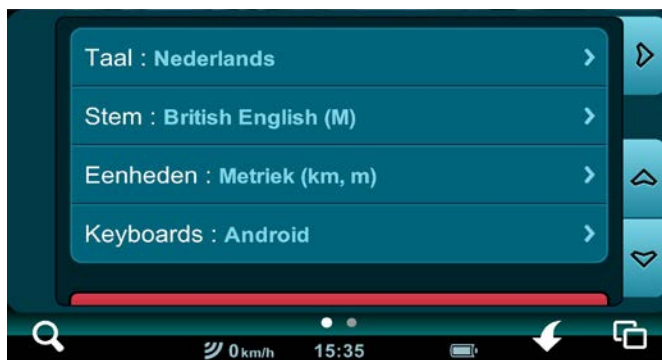 Taal : Nederlands
Stem : British English (M)
Eenheden : Metriek (km, m)
Keyboards : Android
0 km/h 15:35